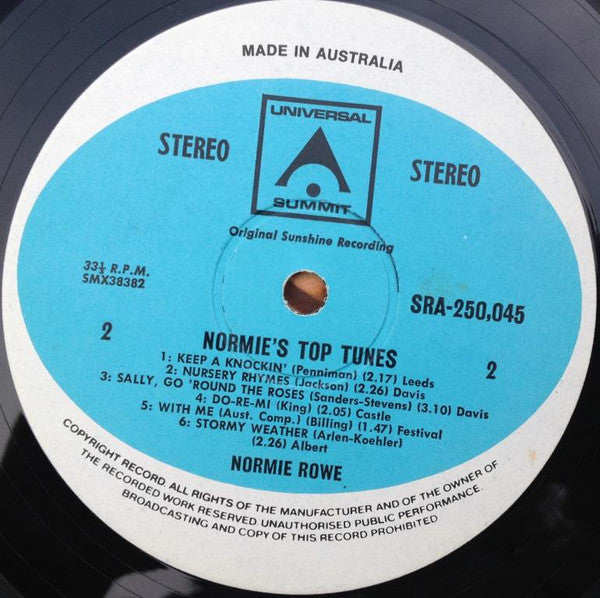 MADE IN AUSTRALIA
UNIVERSAL
SUMMIT
STEREO
STEREO
Original Sunshine Recording
33⅓ R.P.M.
SMX38382
SRA-250,045
2
2
NORMIE'S TOP TUNES
1: KEEP A KNOCKIN' (Penniman) (2.17) Leeds
2: NURSERY RHYMES (Jackson) (2.26) Davis
3: SALLY, GO 'ROUND THE ROSES (Sanders-Stevens) (3.10) Davis
4: DO-RE-MI (King) (2.05) Castle
5: WITH ME (Aust. Comp.) (Billing) (1.47) Festival
6: STORMY WEATHER (Arlen-Koehler)
(2.26) Albert
NORMIE ROWE
COPYRIGHT RECORD. ALL RIGHTS OF THE MANUFACTURER AND OF THE OWNER OF
THE RECORDED WORK RESERVED UNAUTHORISED PUBLIC PERFORMANCE.
BROADCASTING AND COPY OF THIS RECORD PROHIBITED